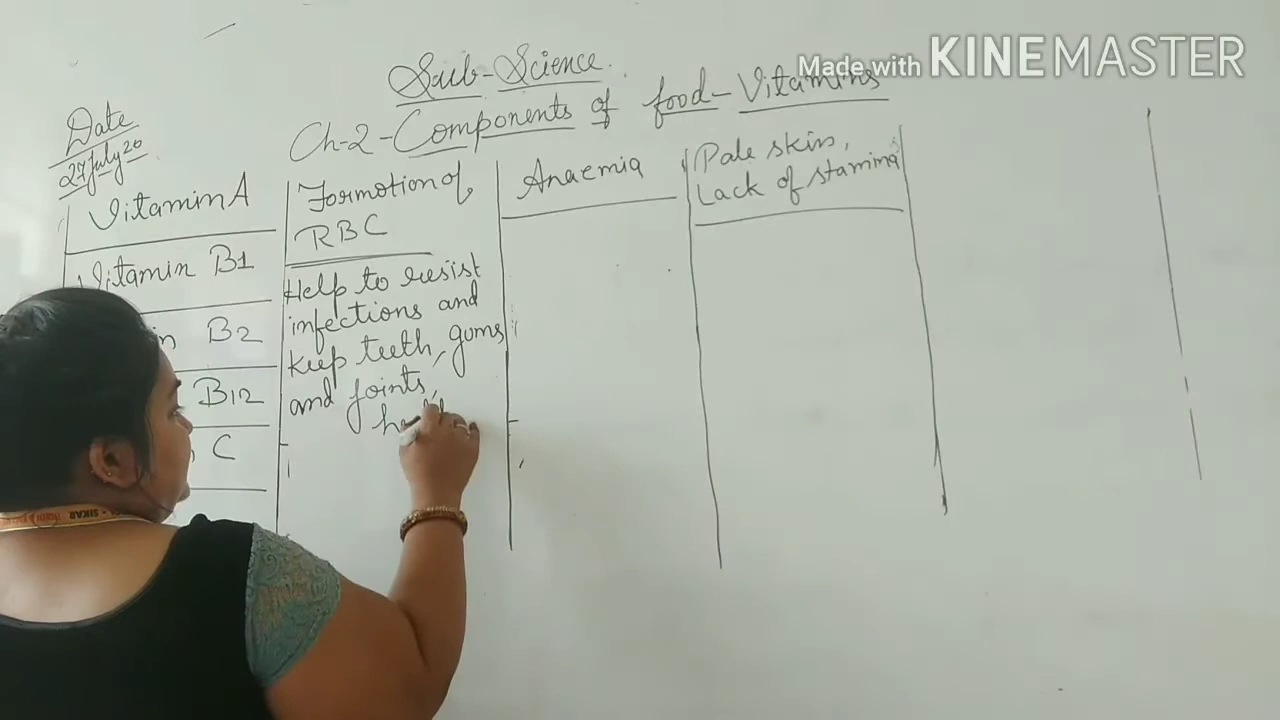 Made with KINEMASTER
Sub-Science.
Date
27 July 20
Ch-2-Components of food-Vitamins
Vitamin A
Vitamin B1
B2
B12
C
Formotion of
RBC
Help to resist
infections and
keep teeth, gums
and joints,
Anaemia
Pale skin,
Lack of stamina
SIKAR